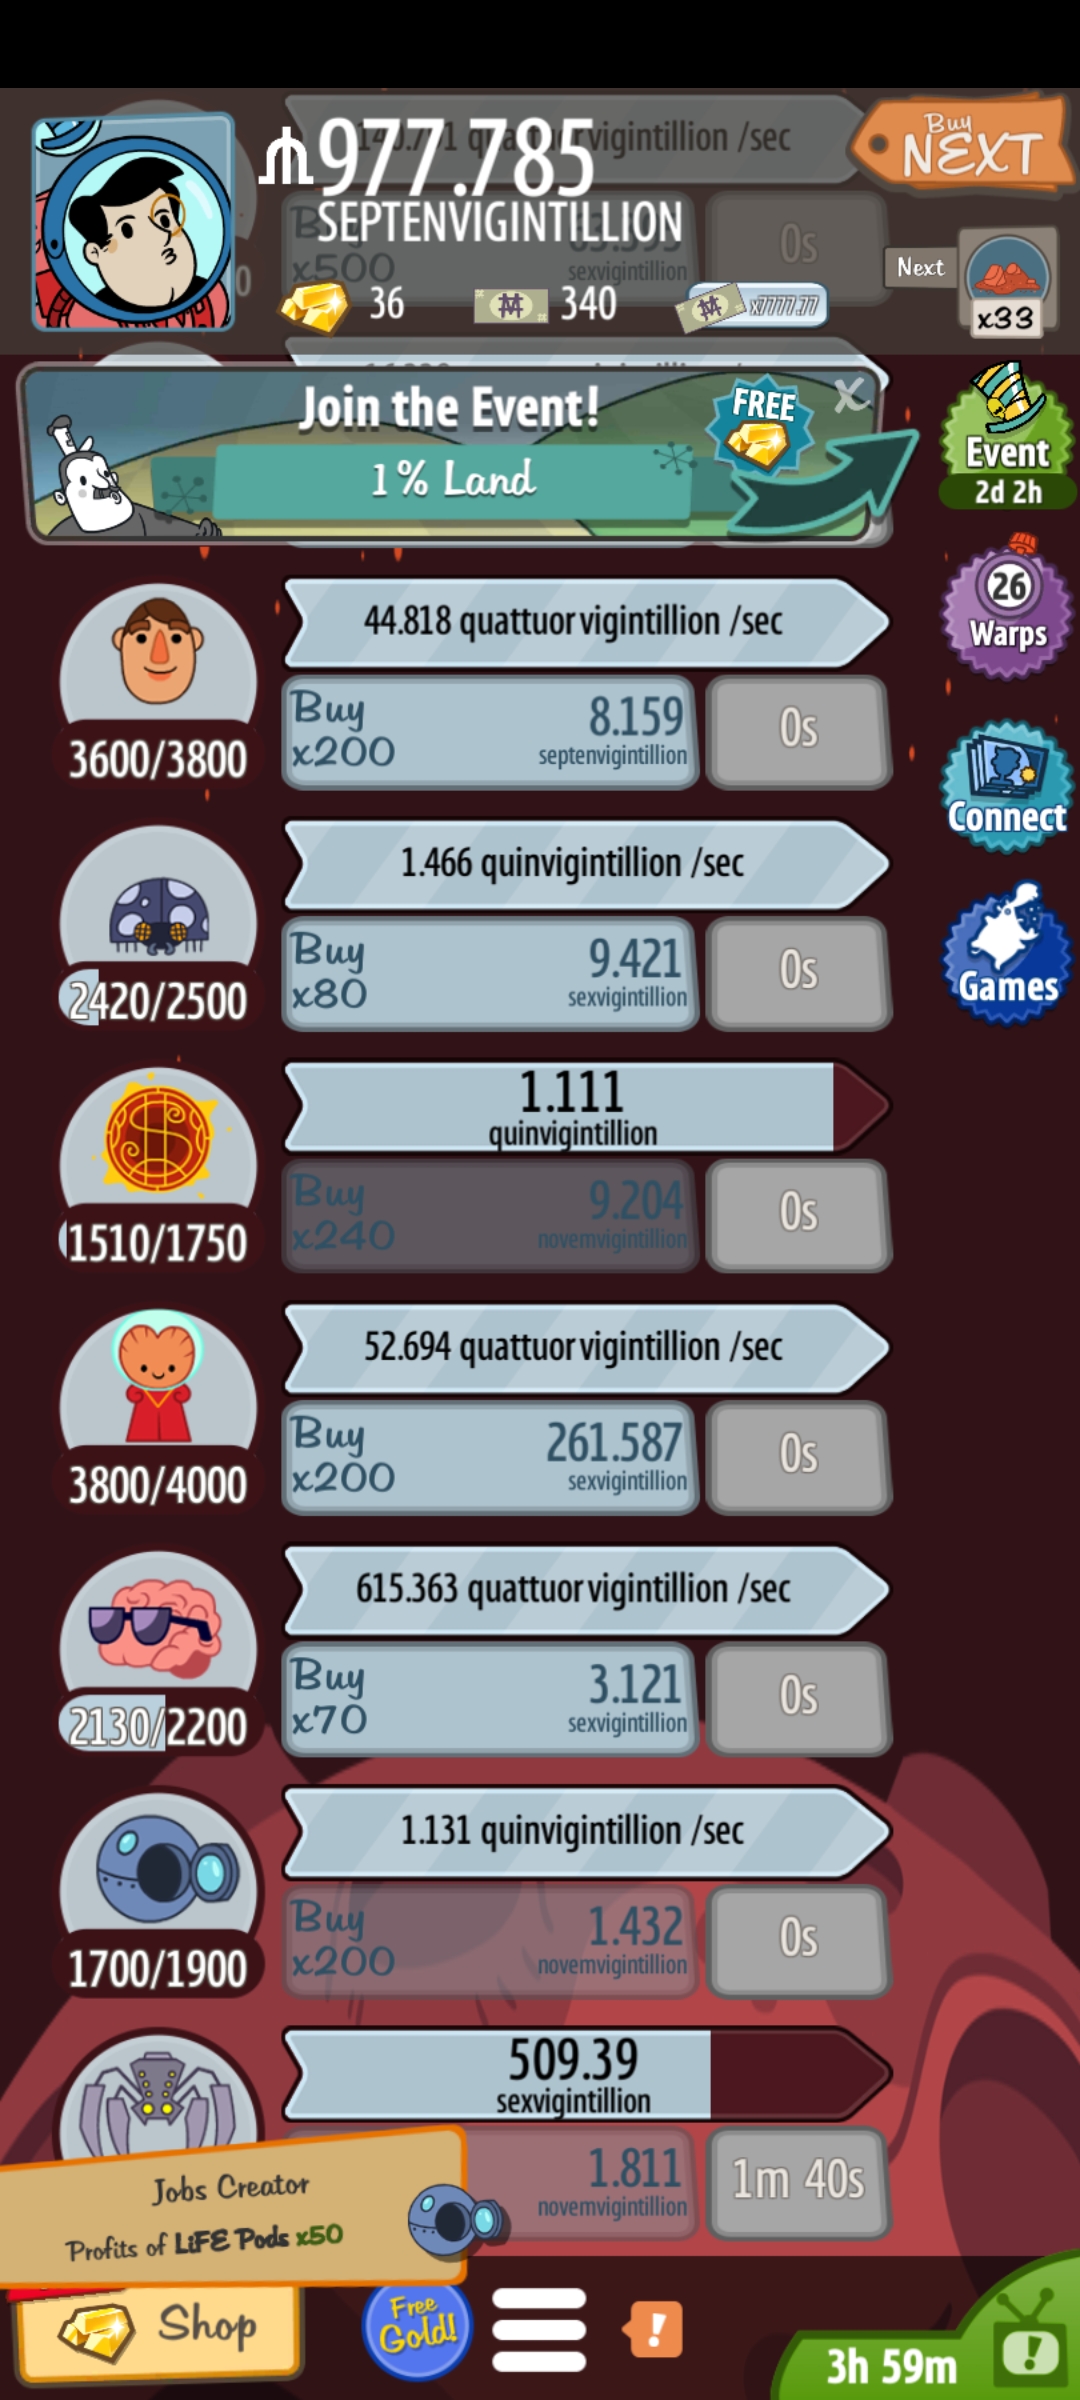 977.785
SEPTENVIGINTILLION
Buy
NEXT
36
340
x7777.77
Next
x33
/sec
x500
sexvigintillion
0s
Join the Event!
1% Land
FREE
X
Event
2d 2h
26
Warps
Connect
Games
44.818 quattuorvigintillion /sec
Buy
x200
8.159
septenvigintillion
0s
3600/3800
1.466 quinvigintillion /sec
Buy
x80
9.421
sexvigintillion
0s
2420/2500
1.111
quinvigintillion
Buy
x240
9.204
novemvigintillion
0s
1510/1750
52.694 quattuorvigintillion /sec
Buy
x200
261.587
sexvigintillion
0s
3800/4000
615.363 quattuorvigintillion /sec
Buy
x70
3.121
sexvigintillion
0s
2130/2200
1.131 quinvigintillion /sec
Buy
x200
1.432
novemvigintillion
0s
1700/1900
509.39
sexvigintillion
1.811
novemvigintillion
1m 40s
Jobs Creator
Profits of LiFE Pods x50
Shop
Free
Gold!
!
3h 59m
!